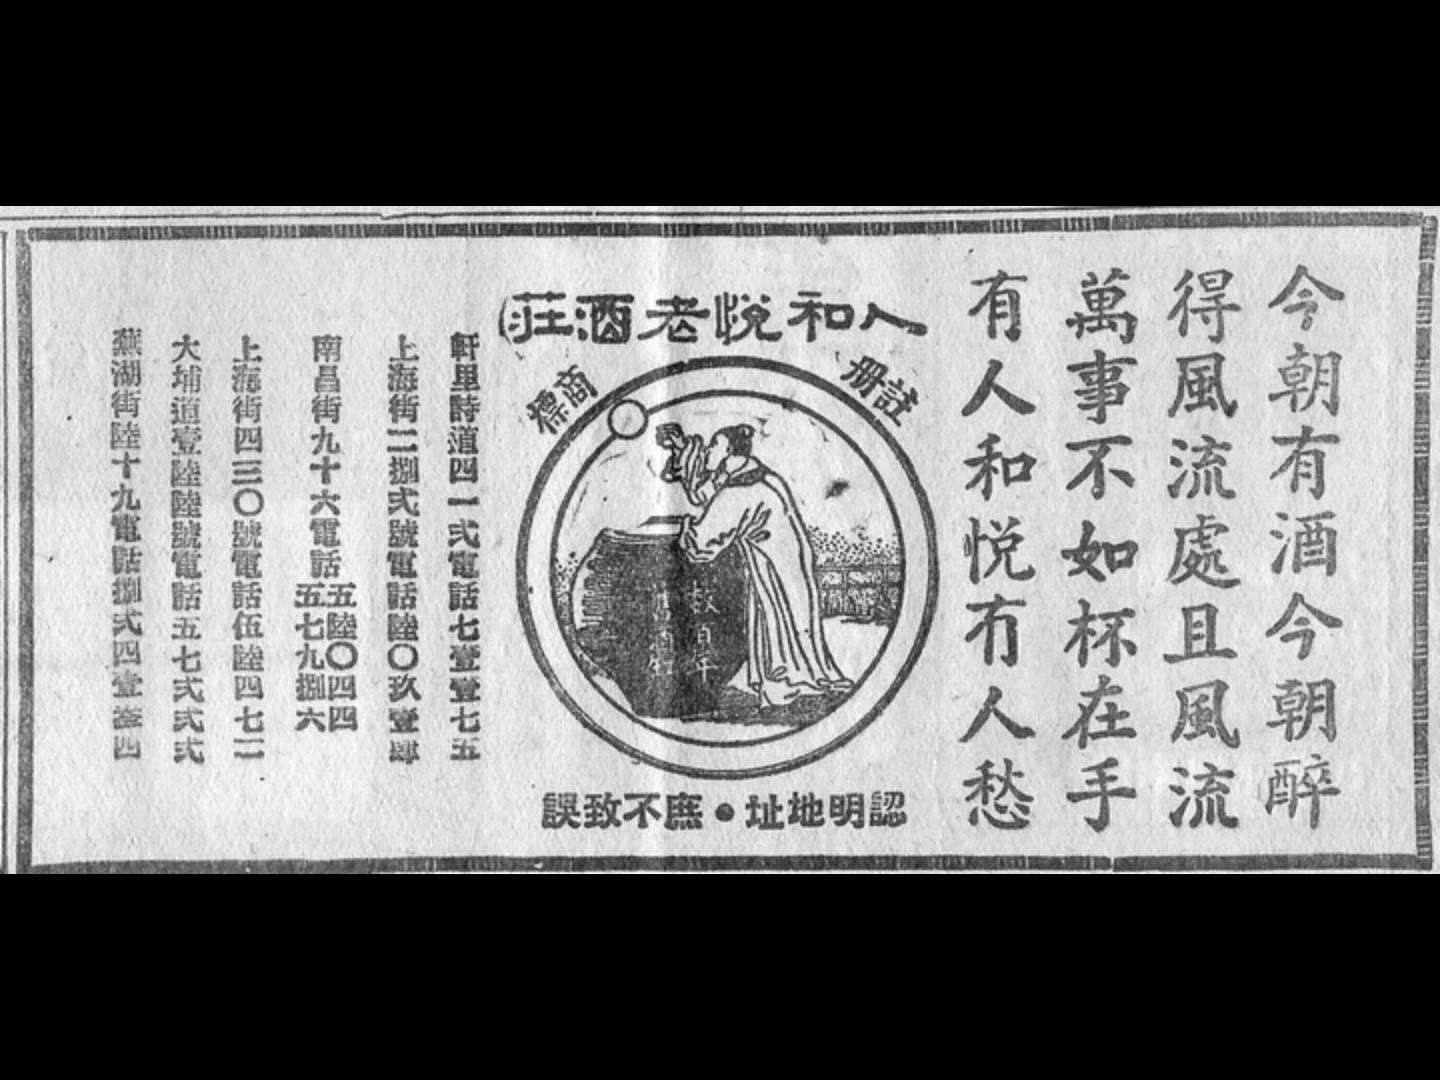 今朝有酒今朝醉
得風流處且風流
萬事不如杯在手
有人和悅冇人愁
人和悅老酒莊
註册
商標
數百年
認明地址•庶不致誤
軒里詩道四一弍電話七壹壹七五
上海街二捌弍號電話陸〇玖壹肆
南昌街九十六電話
五陸〇四四
五七九捌六
上海街四三〇號電話伍陸四七二
大埔道壹陸陸號電話五七弍弍弍
蕪湖街陸十九電話捌弍四壹叁四